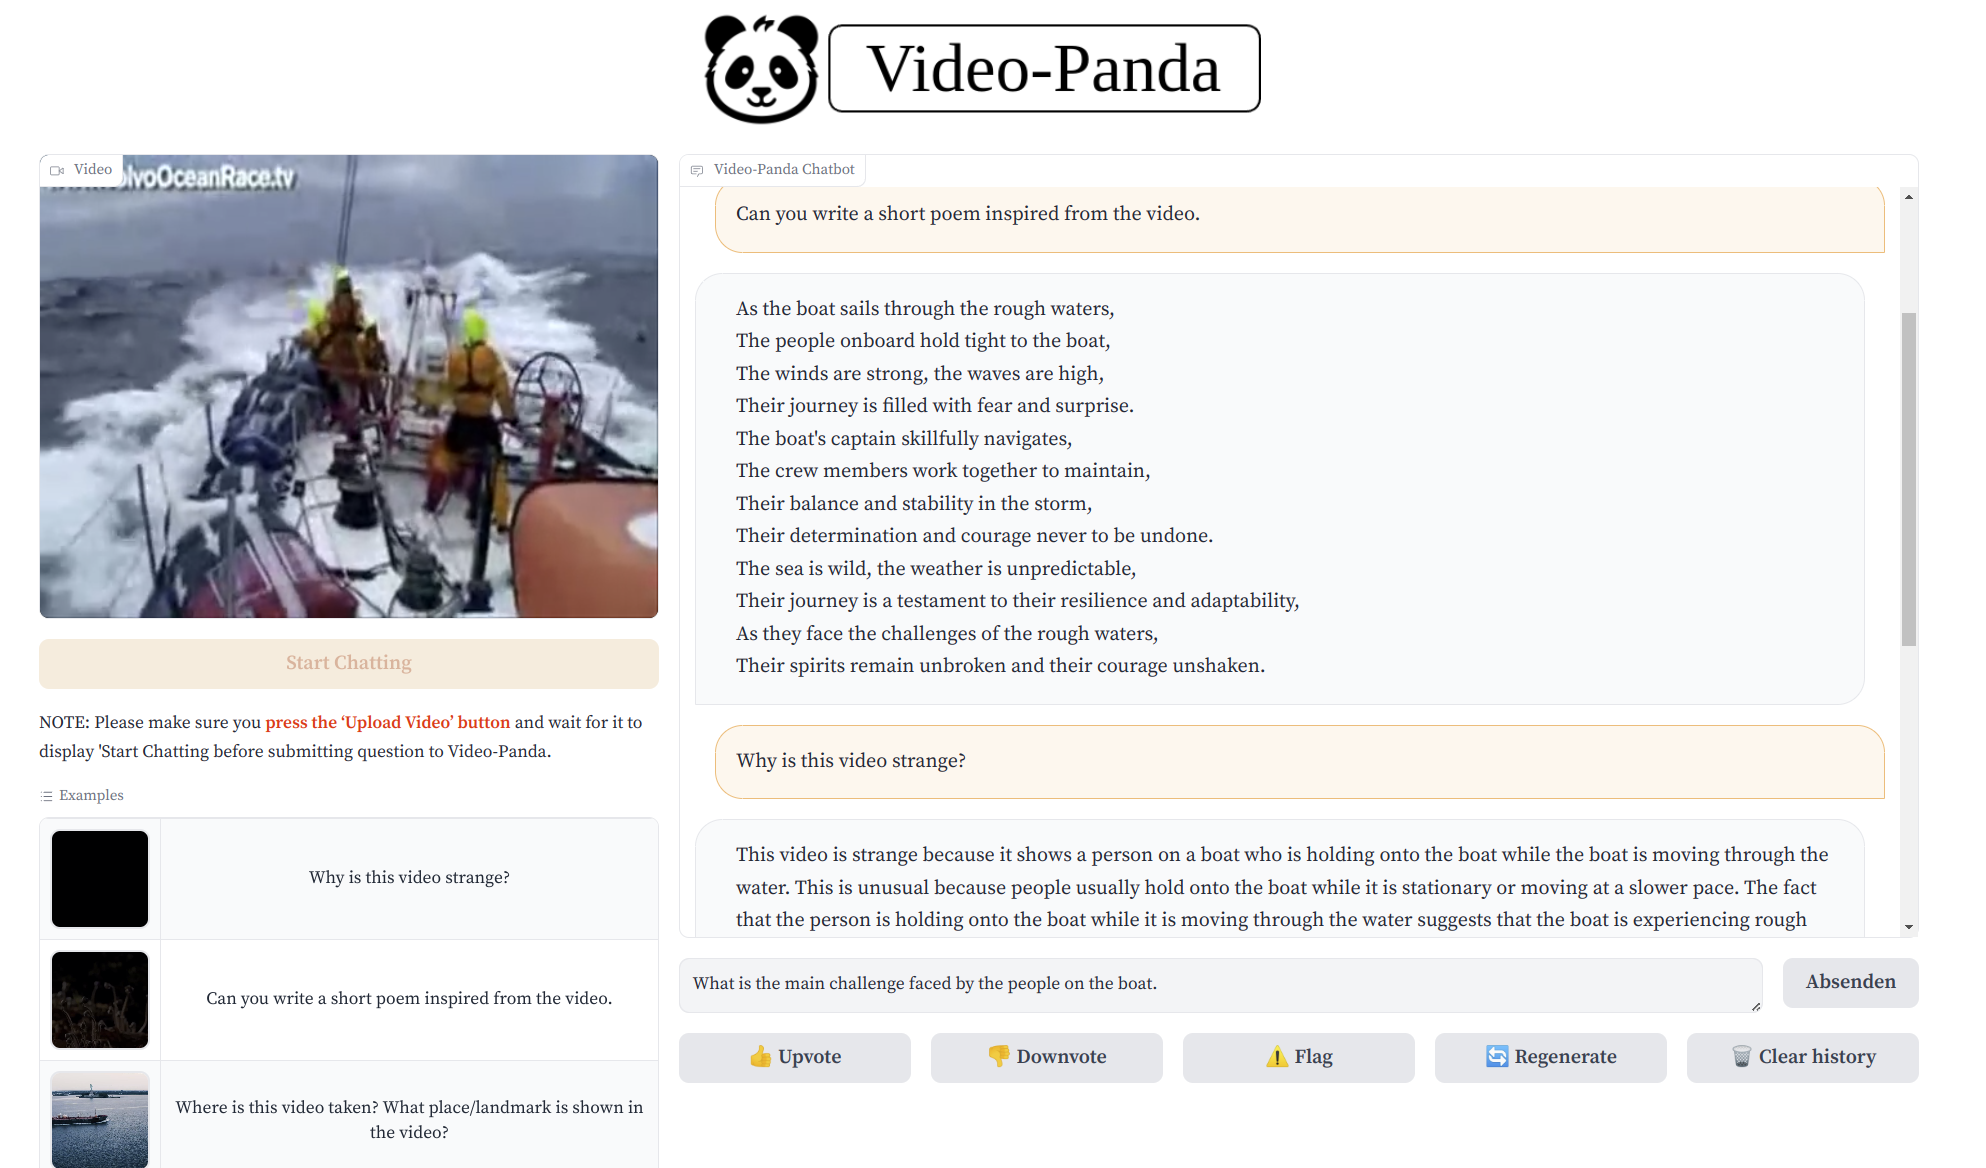 Video-Panda
Video
lvoOceanRace.tv
Start Chatting
NOTE: Please make sure you press the ‘Upload Video’ button and wait for it to
display 'Start Chatting before submitting question to Video-Panda.
Examples
Why is this video strange?
Can you write a short poem inspired from the video.
Where is this video taken? What place/landmark is shown in
the video?
Video-Panda Chatbot
Can you write a short poem inspired from the video.
As the boat sails through the rough waters,
The people onboard hold tight to the boat,
The winds are strong, the waves are high,
Their journey is filled with fear and surprise.
The boat's captain skillfully navigates,
The crew members work together to maintain,
Their balance and stability in the storm,
Their determination and courage never to be undone.
The sea is wild, the weather is unpredictable,
Their journey is a testament to their resilience and adaptability,
As they face the challenges of the rough waters,
Their spirits remain unbroken and their courage unshaken.
Why is this video strange?
This video is strange because it shows a person on a boat who is holding onto the boat while the boat is moving through the
water. This is unusual because people usually hold onto the boat while it is stationary or moving at a slower pace. The fact
that the person is holding onto the boat while it is moving through the water suggests that the boat is experiencing rough
What is the main challenge faced by the people on the boat.
Absenden
👍 Upvote
👎 Downvote
⚠️ Flag
🔄 Regenerate
🗑️ Clear history